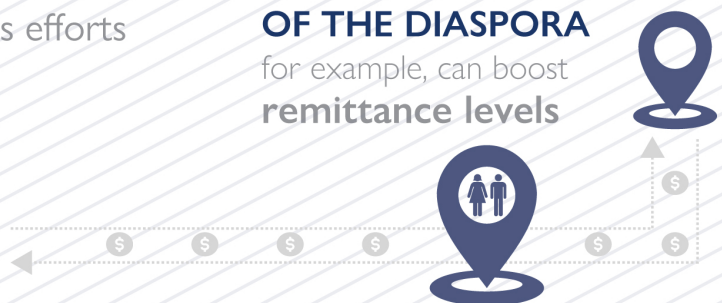 s efforts
OF THE DIASPORA
for example, can boost
remittance levels
$ $ $ $ $ $ $